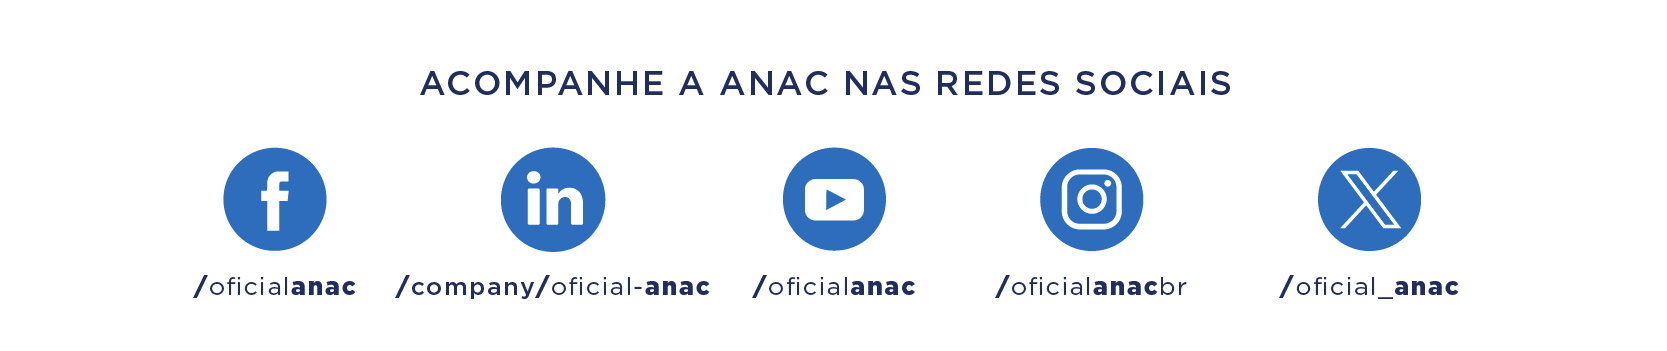 ACOMPANHE A ANAC NAS REDES SOCIAIS
/oficialanac /company/oficial-anac /oficialanac /oficialanacbr /oficial_anac